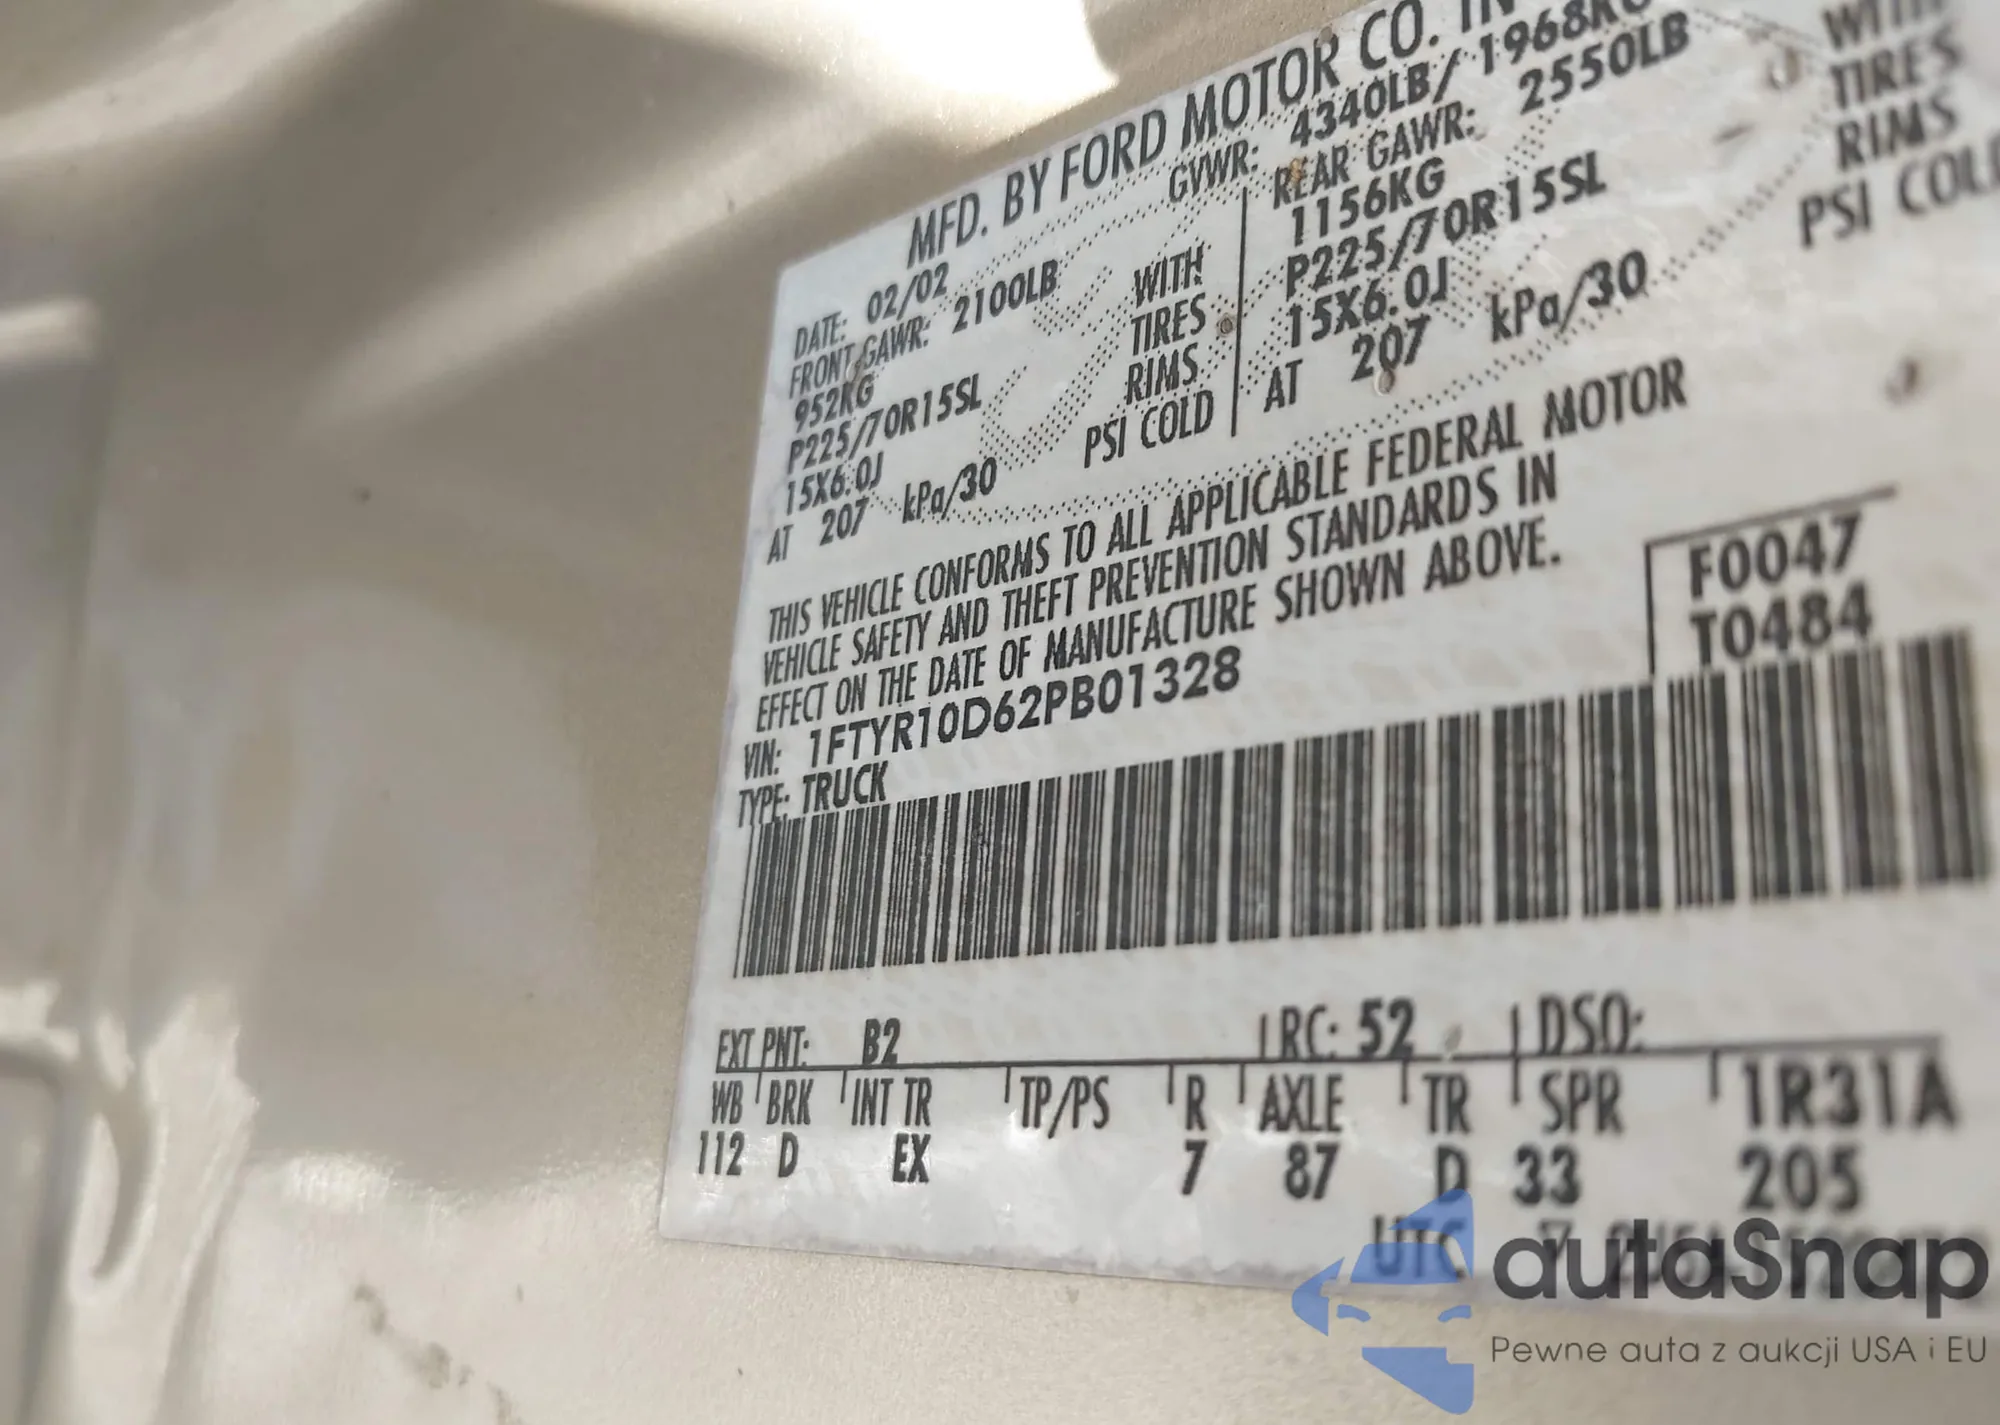 MFD. BY FORD MOTOR CO. IN
DATE: 02/02 GVWR: 4340LB/ 1968KG
FRONT GAWR: 2100LB REAR GAWR: 2550LB
952KG WITH 1156KG WITH
P225/70R15SL TIRES P225/70R15SL TIRES
15X6.0J RIMS 15X6.0J RIMS
AT 207 kPa/30 PSI COLD AT 207 kPa/30 PSI COLD
THIS VEHICLE CONFORMS TO ALL APPLICABLE FEDERAL MOTOR
VEHICLE SAFETY AND THEFT PREVENTION STANDARDS IN
EFFECT ON THE DATE OF MANUFACTURE SHOWN ABOVE.
VIN: 1FTYR10D62PB01328 F0047
TYPE: TRUCK T0484
EXT PNT: B2 RC: 52 DSO:
WB BRK INT TR TP/PS R AXLE TR SPR 1R31A
112 D EX 7 87 D 33 205
UTC
autaSnap
Pewne auta z aukcji USA i EU